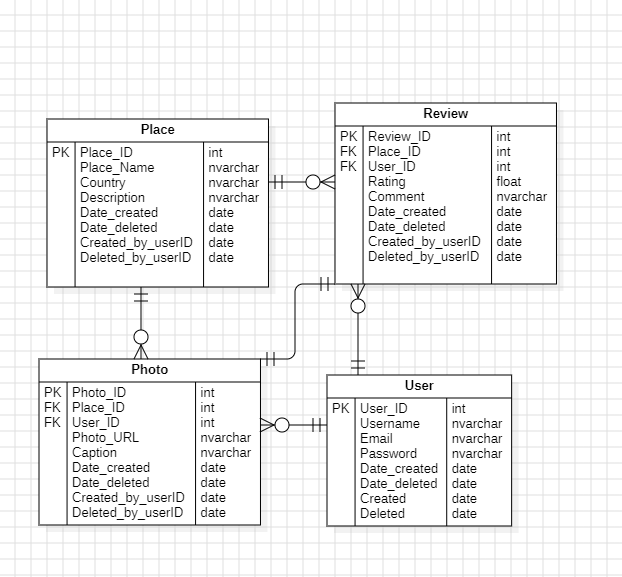 Place
PK Place_ID int
Place_Name nvarchar
Country nvarchar
Description nvarchar
Date_created date
Date_deleted date
Created_by_userID date
Deleted_by_userID date
Review
PK Review_ID int
FK Place_ID int
FK User_ID int
Rating float
Comment nvarchar
Date_created date
Date_deleted date
Created_by_userID date
Deleted_by_userID date
Photo
PK Photo_ID int
FK Place_ID int
FK User_ID int
Photo_URL nvarchar
Caption nvarchar
Date_created date
Date_deleted date
Created_by_userID date
Deleted_by_userID date
User
PK User_ID int
Username nvarchar
Email nvarchar
Password nvarchar
Date_created date
Date_deleted date
Created date
Deleted date